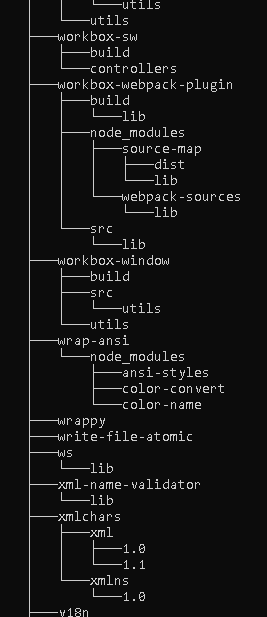 utils
utils
workbox-sw
build
controllers
workbox-webpack-plugin
build
lib
node_modules
source-map
dist
lib
webpack-sources
lib
src
lib
workbox-window
build
src
utils
utils
wrap-ansi
node_modules
ansi-styles
color-convert
color-name
wrappy
write-file-atomic
ws
lib
xml-name-validator
lib
xmlchars
xml
1.0
1.1
xmlns
1.0
y18n